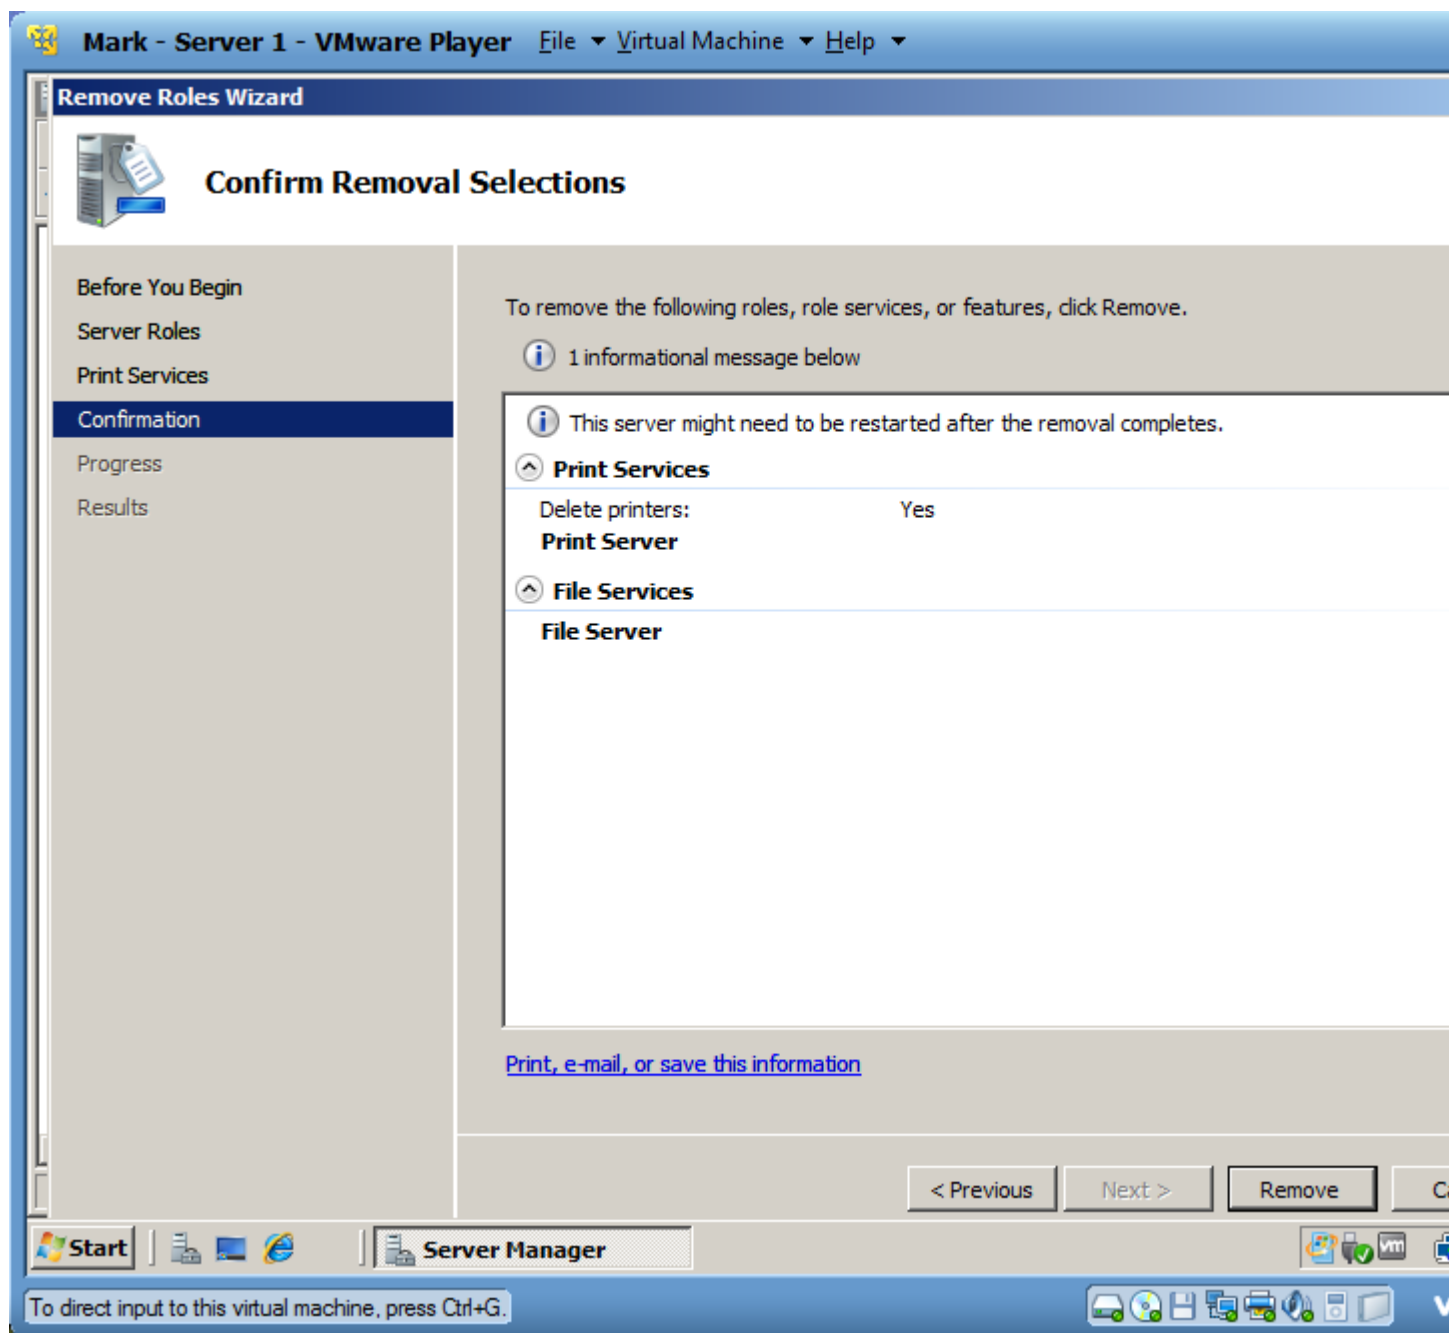 Mark - Server 1 - VMware Player File Virtual Machine Help
Remove Roles Wizard
Confirm Removal Selections
Before You Begin
Server Roles
Print Services
Confirmation
Progress
Results
To remove the following roles, role services, or features, click Remove.
1 informational message below
This server might need to be restarted after the removal completes.
Print Services
Delete printers: Yes
Print Server
File Services
File Server
Print, e-mail, or save this information
< Previous Next > Remove
Start Server Manager vm
To direct input to this virtual machine, press Ctrl+G.